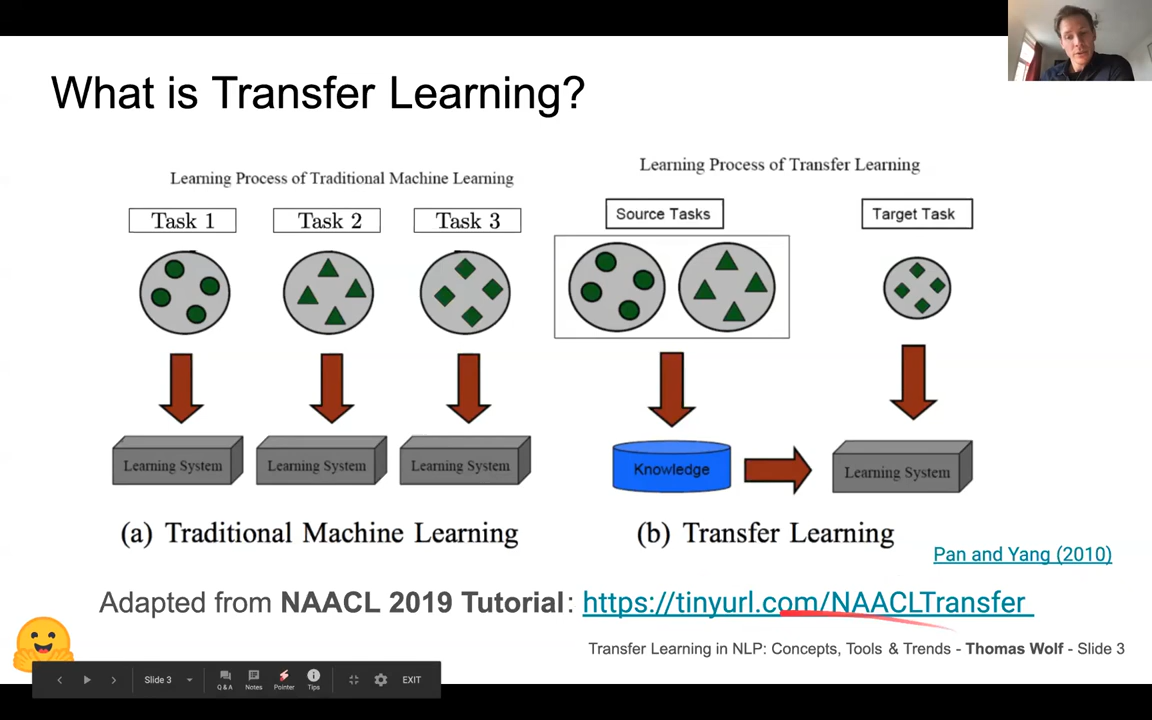 What is Transfer Learning?
Learning Process of Traditional Machine Learning
Task 1 Task 2 Task 3
Learning System Learning System Learning System
(a) Traditional Machine Learning
Learning Process of Transfer Learning
Source Tasks Target Task
Knowledge Learning System
(b) Transfer Learning
Pan and Yang (2010)
Adapted from NAACL 2019 Tutorial: https://tinyurl.com/NAACLTransfer
Transfer Learning in NLP: Concepts, Tools & Trends - Thomas Wolf - Slide 3
Slide 3 Q & A Notes Pointer Tips EXIT